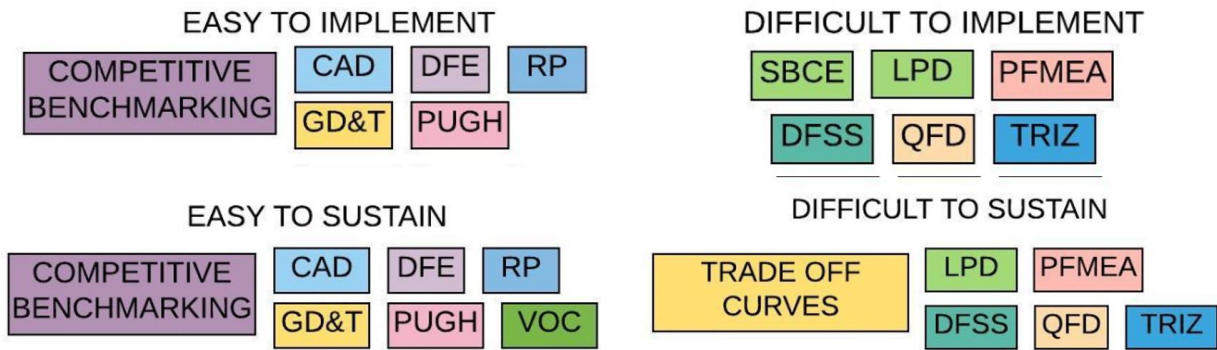 EASY TO IMPLEMENT
COMPETITIVE
BENCHMARKING
CAD DFE RP
GD&T PUGH
DIFFICULT TO IMPLEMENT
SBCE LPD PFMEA
DFSS QFD TRIZ
EASY TO SUSTAIN
COMPETITIVE
BENCHMARKING
CAD DFE RP
GD&T PUGH VOC
DIFFICULT TO SUSTAIN
TRADE OFF
CURVES
LPD PFMEA
DFSS QFD TRIZ